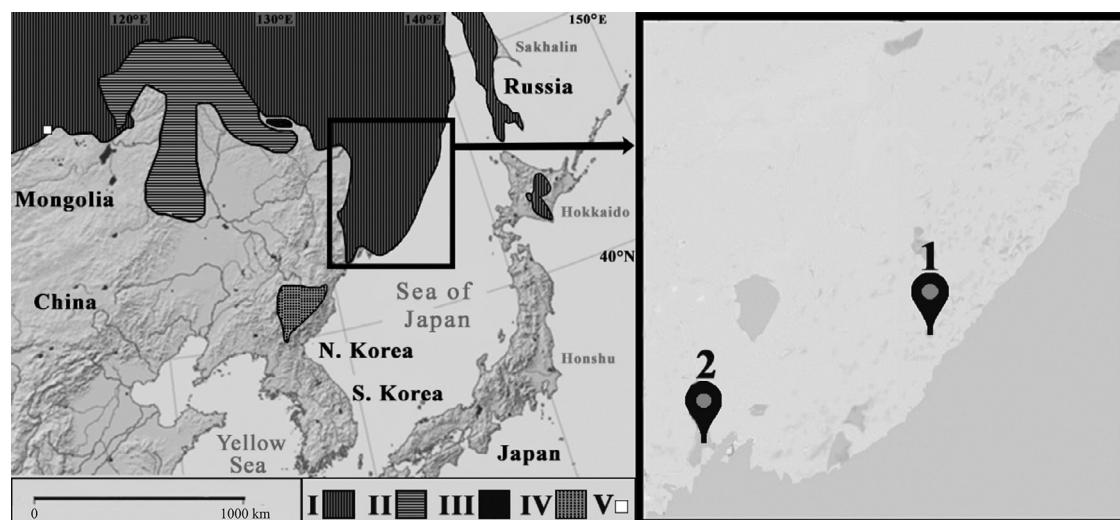 120°E 130°E 140°E 150°E
Sakhalin
Russia
Mongolia
Hokkaido
40°N
China
Sea of
Japan
N. Korea
Honshu
S. Korea
Yellow
Sea
Japan
0 1000 km
I II III IV V
1
2